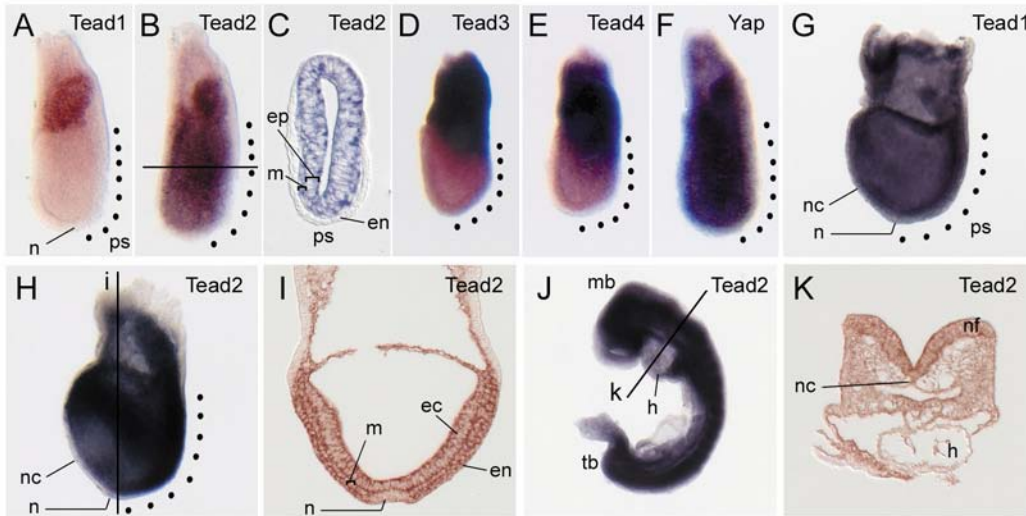 A Tead1
n
ps
B Tead2
C Tead2
ep
m
en
ps
D Tead3
E Tead4
F Yap
G Tead1
nc
n
ps
H i Tead2
nc
n
I Tead2
ec
m
en
n
J Tead2
mb
k
h
tb
K Tead2
nf
nc
h